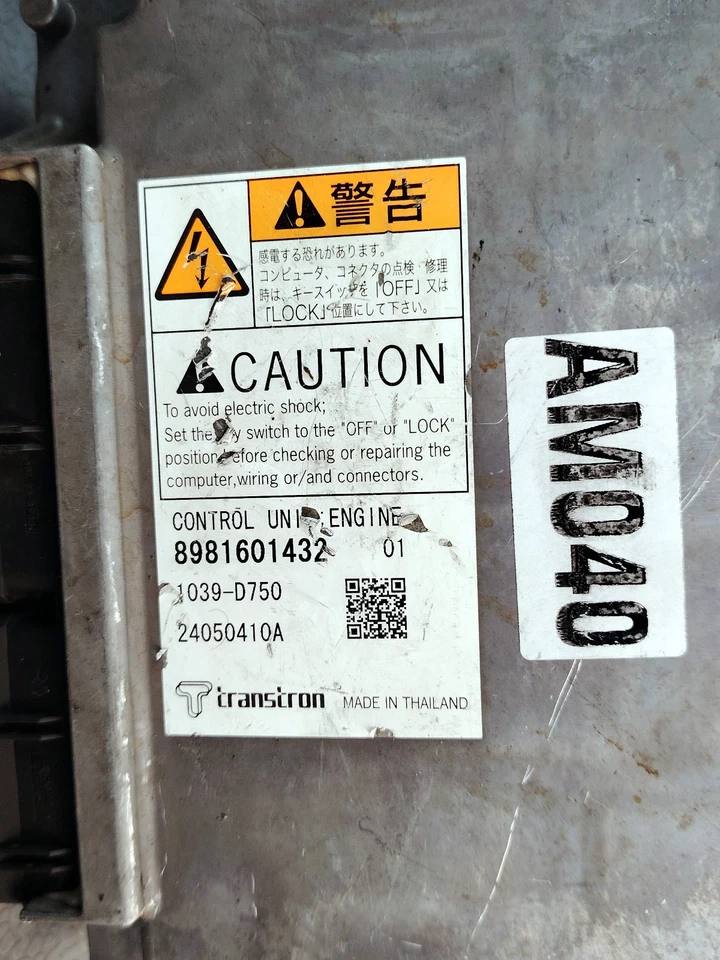 警告
感電する恐れがあります。
コンピュータ、コネクタの点検・修理
時は、キースイッチを「OFF」又は
「LOCK」位置にして下さい。
CAUTION
To avoid electric shock;
Set the key switch to the "OFF" or "LOCK"
position before checking or repairing the
computer,wiring or/and connectors.
CONTROL UNIT;ENGINE
8981601432 01
1039-D750
24050410A
transtron MADE IN THAILAND
AM040